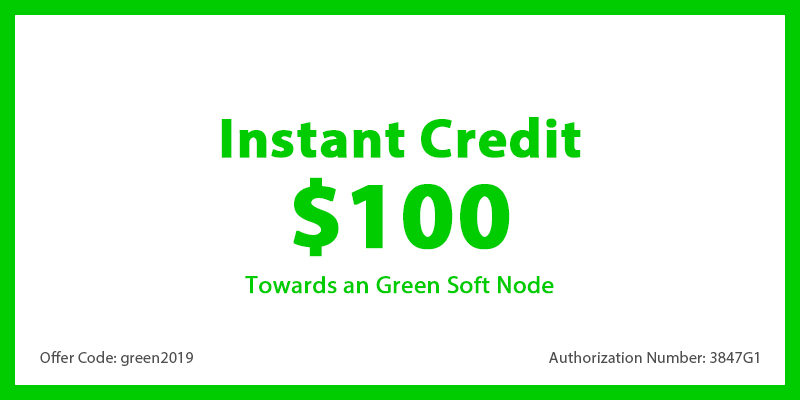 Instant Credit
$100
Towards an Green Soft Node
Offer Code: green2019
Authorization Number: 3847G1